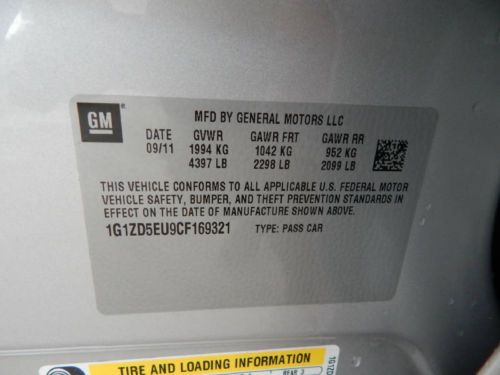 GM
MFD BY GENERAL MOTORS LLC
DATE GVWR GAWR FRT GAWR RR
09/11 1994 KG 1042 KG 952 KG
4397 LB 2298 LB 2099 LB
THIS VEHICLE CONFORMS TO ALL APPLICABLE U.S. FEDERAL MOTOR
VEHICLE SAFETY, BUMPER, AND THEFT PREVENTION STANDARDS IN
EFFECT ON THE DATE OF MANUFACTURE SHOWN ABOVE.
1G1ZD5EU9CF169321 TYPE: PASS CAR
TIRE AND LOADING INFORMATION